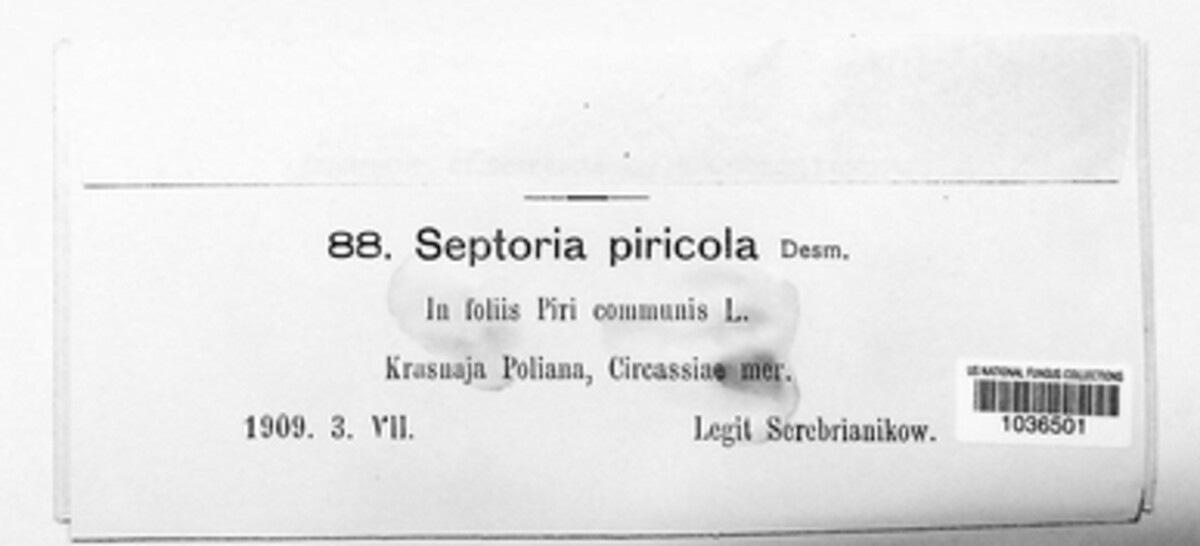 88. Septoria piricola Desm.
In foliis Piri communis L.
Krasnaja Poliana, Circassiae mer.
1909. 3. VII.
Legit Serebrianikow.
US NATIONAL FUNGUS COLLECTIONS
1036501